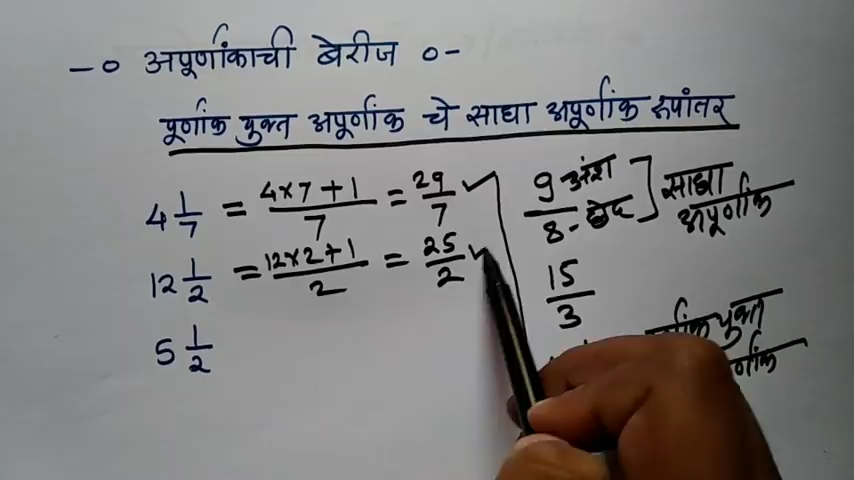 -० अपूर्णांकाची बेरीज ०-
पूर्णांक युक्त अपूर्णांक चे साधा अपूर्णांक रूपांतर
4 1/7 = 4×7+1/7 = 29/7 ✓
12 1/2 = 12×2+1/2 = 25/2 ✓
5 1/2
9/8 अंश - छेद ] साधा अपूर्णांक
15/3
युक्त